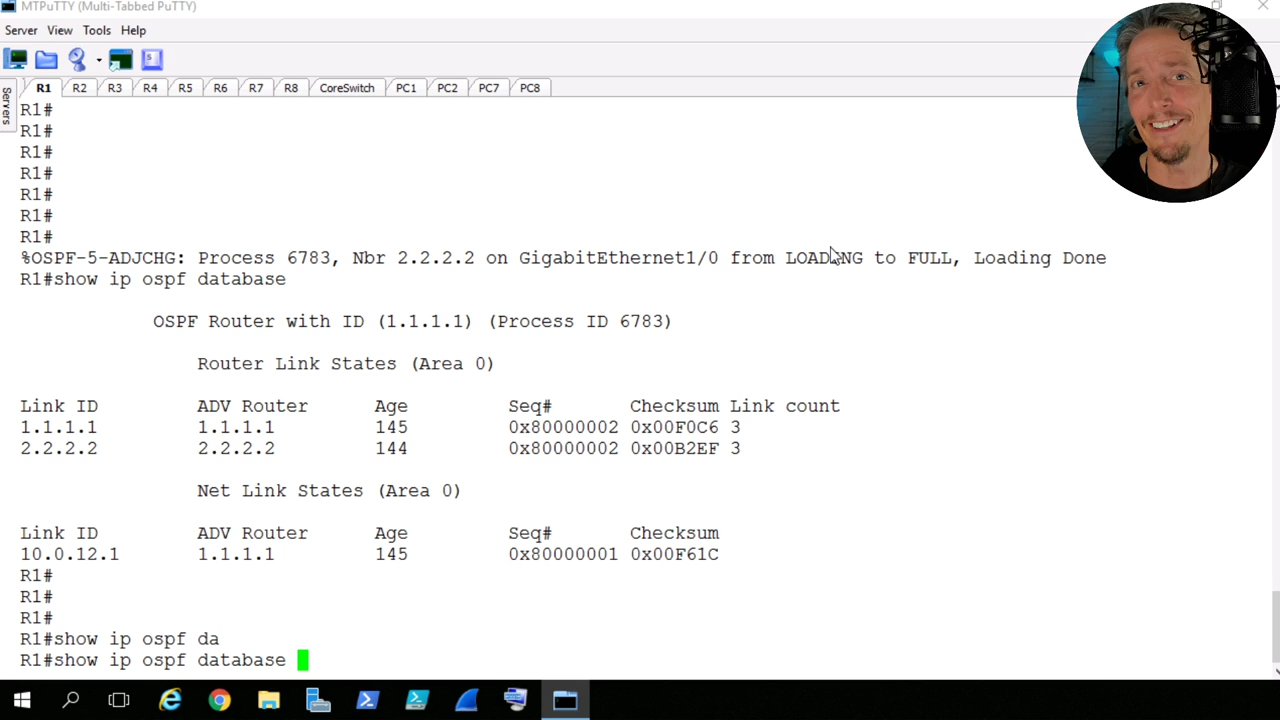 MTPuTTY (Multi-Tabbed PuTTY)
Server View Tools Help
Servers
R1 R2 R3 R4 R5 R6 R7 R8 CoreSwitch PC1 PC2 PC7 PC8
R1#
R1#
R1#
R1#
R1#
R1#
R1#
%OSPF-5-ADJCHG: Process 6783, Nbr 2.2.2.2 on GigabitEthernet1/0 from LOADING to FULL, Loading Done
R1#show ip ospf database
OSPF Router with ID (1.1.1.1) (Process ID 6783)
Router Link States (Area 0)
Link ID ADV Router Age Seq# Checksum Link count
1.1.1.1 1.1.1.1 145 0x80000002 0x00F0C6 3
2.2.2.2 2.2.2.2 144 0x80000002 0x00B2EF 3
Net Link States (Area 0)
Link ID ADV Router Age Seq# Checksum
10.0.12.1 1.1.1.1 145 0x80000001 0x00F61C
R1#
R1#
R1#
R1#show ip ospf da
R1#show ip ospf database